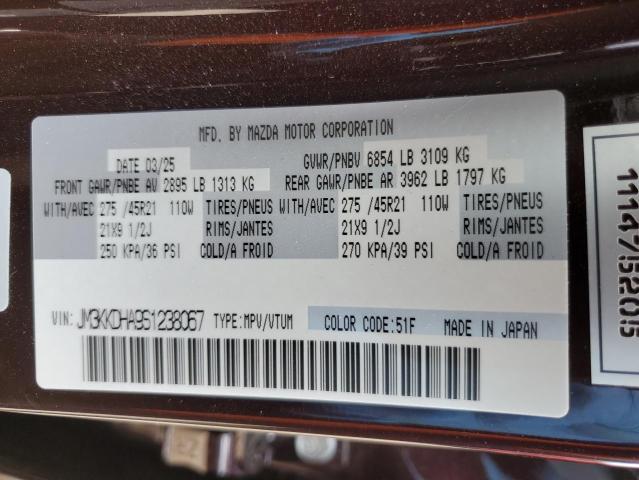 MFD. BY MAZDA MOTOR CORPORATION
DATE 03/25 GVWR/PNBV 6854 LB 3109 KG
FRONT GAWR/PNBE AV 2895 LB 1313 KG REAR GAWR/PNBE AR 3962 LB 1797 KG
WITH/AVEC 275 /45R21 110W TIRES/PNEUS WITH/AVEC 275 /45R21 110W TIRES/PNEUS
21X9 1/2J RIMS/JANTES 21X9 1/2J RIMS/JANTES
250 KPA/36 PSI COLD/A FROID 270 KPA/39 PSI COLD/A FROID
VIN: JM3KKDHA9S1238067 TYPE:MPV/VTUM COLOR CODE:51F MADE IN JAPAN
1114752015